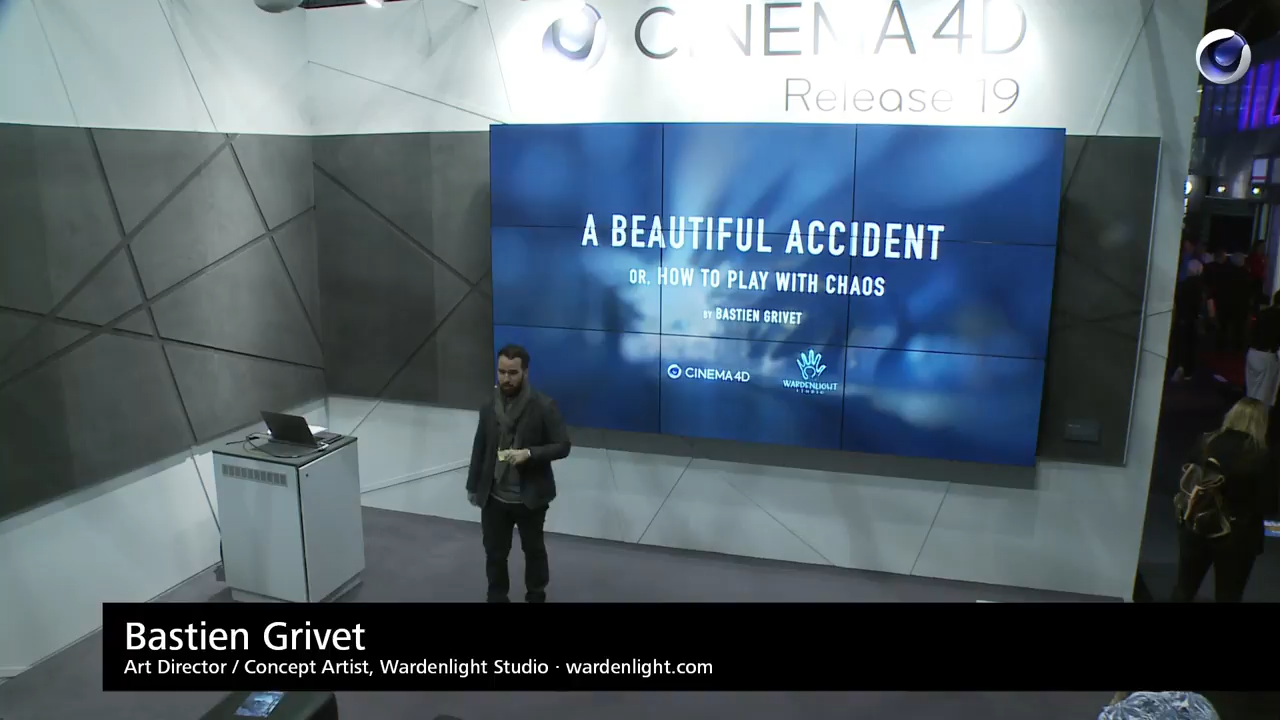 CINEMA 4D
Release 19
A BEAUTIFUL ACCIDENT
OR, HOW TO PLAY WITH CHAOS
BY BASTIEN GRIVET
CINEMA 4D
WARDENLIGHT
STUDIO
Bastien Grivet
Art Director / Concept Artist, Wardenlight Studio · wardenlight.com